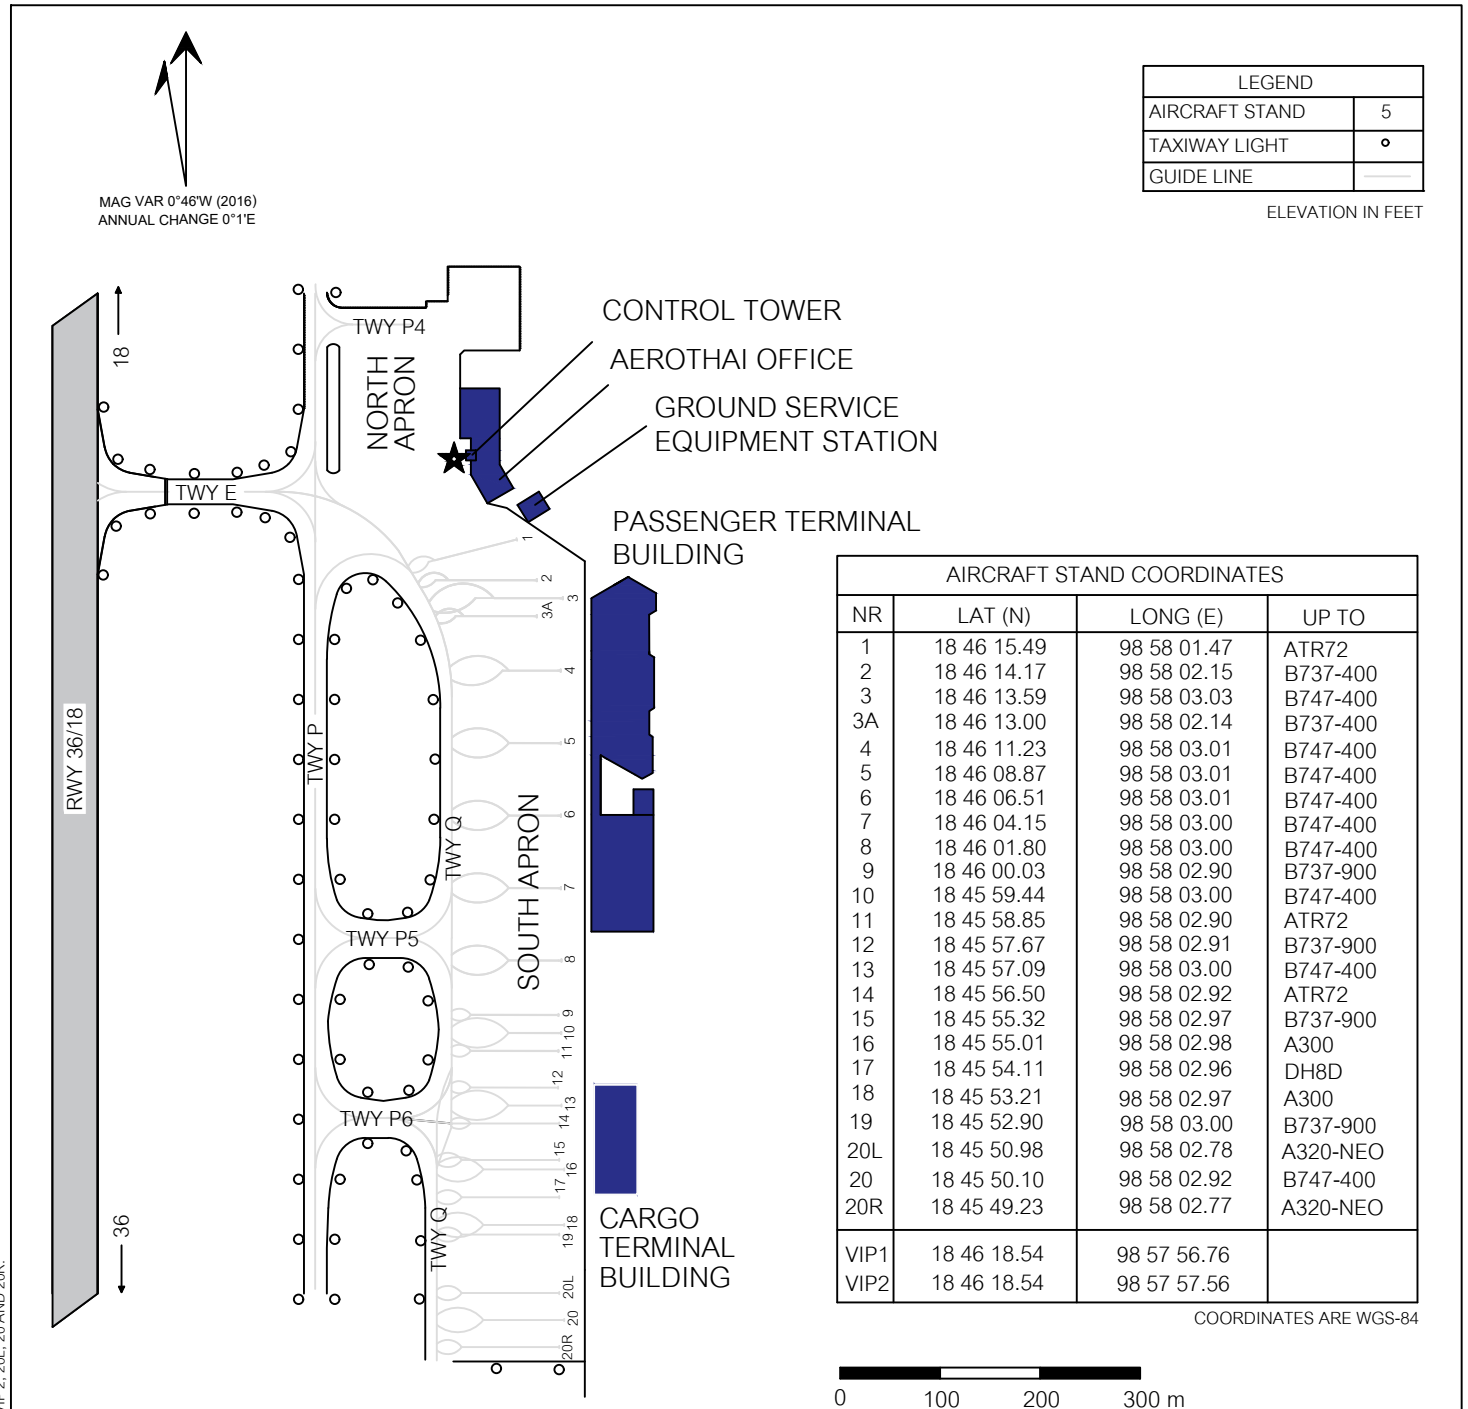 MAG VAR 0°46'W (2016)
ANNUAL CHANGE 0°1'E
LEGEND
AIRCRAFT STAND 5
TAXIWAY LIGHT
GUIDE LINE
ELEVATION IN FEET
18
TWY P4
NORTH
APRON
CONTROL TOWER
AEROTHAI OFFICE
GROUND SERVICE
EQUIPMENT STATION
TWY E
PASSENGER TERMINAL
BUILDING
1
2
3
3A
4
5
6
7
8
9
10
11
12
13
14
15
16
17
18
19
20L
20
20R
RWY 36/18
TWY P
TWY Q
SOUTH APRON
TWY P5
TWY P6
TWY Q
36
CARGO
TERMINAL
BUILDING
AIRCRAFT STAND COORDINATES
NR LAT (N) LONG (E) UP TO
1 18 46 15.49 98 58 01.47 ATR72
2 18 46 14.17 98 58 02.15 B737-400
3 18 46 13.59 98 58 03.03 B747-400
3A 18 46 13.00 98 58 02.14 B737-400
4 18 46 11.23 98 58 03.01 B747-400
5 18 46 08.87 98 58 03.01 B747-400
6 18 46 06.51 98 58 03.01 B747-400
7 18 46 04.15 98 58 03.00 B747-400
8 18 46 01.80 98 58 03.00 B747-400
9 18 46 00.03 98 58 02.90 B737-900
10 18 45 59.44 98 58 03.00 B747-400
11 18 45 58.85 98 58 02.90 ATR72
12 18 45 57.67 98 58 02.91 B737-900
13 18 45 57.09 98 58 03.00 B747-400
14 18 45 56.50 98 58 02.92 ATR72
15 18 45 55.32 98 58 02.97 B737-900
16 18 45 55.01 98 58 02.98 A300
17 18 45 54.11 98 58 02.96 DH8D
18 18 45 53.21 98 58 02.97 A300
19 18 45 52.90 98 58 03.00 B737-900
20L 18 45 50.98 98 58 02.78 A320-NEO
20 18 45 50.10 98 58 02.92 B747-400
20R 18 45 49.23 98 58 02.77 A320-NEO
VIP1 18 46 18.54 98 57 56.76
VIP2 18 46 18.54 98 57 57.56
COORDINATES ARE WGS-84
0 100 200 300 m